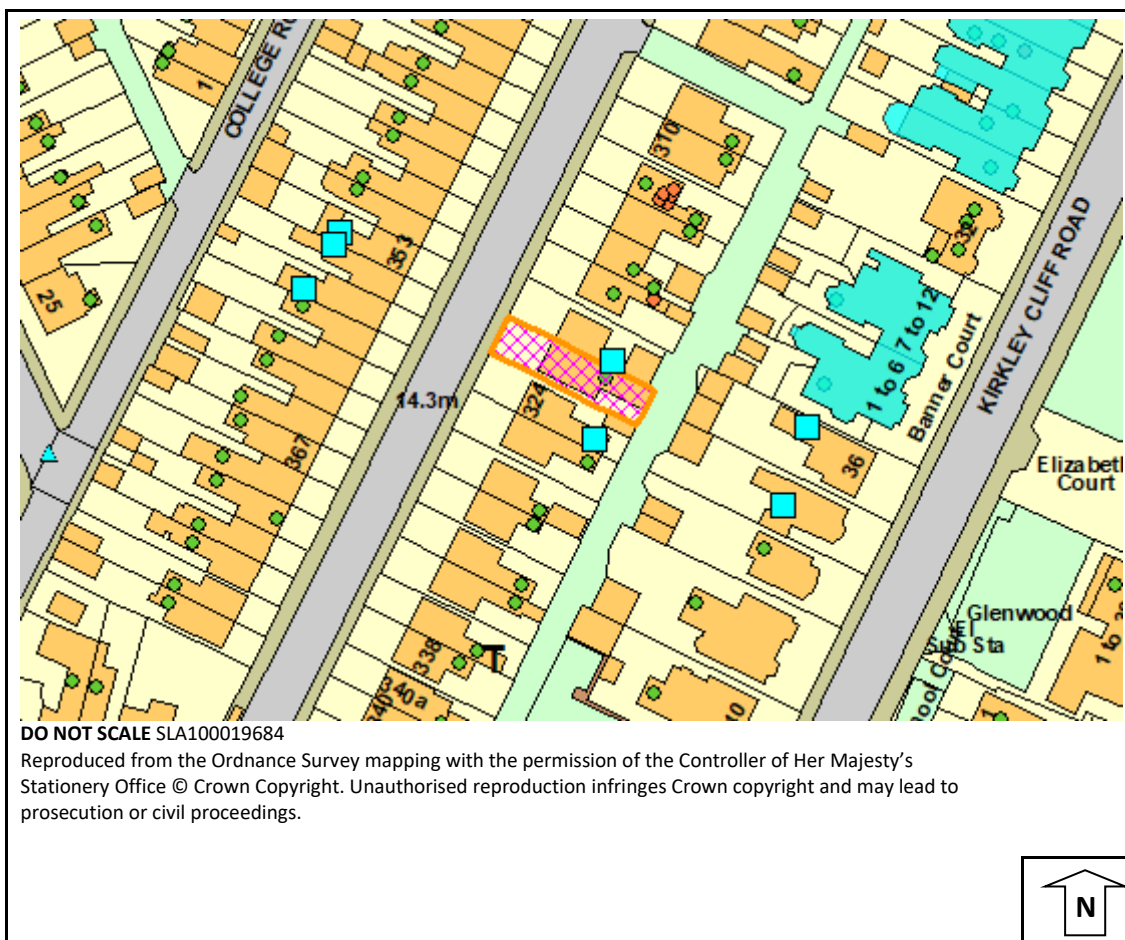 COLLEGE RO
1
310
353
32
KIRKLEY CLIFF ROAD
25
1 to 6 7 to 12
Banner Court
14.3m
324
367
36
Elizabeth
Court
Glenwood
Sub Sta
338
T
340a
340
DO NOT SCALE SLA100019684
Reproduced from the Ordnance Survey mapping with the permission of the Controller of Her Majesty’s
Stationery Office © Crown Copyright. Unauthorised reproduction infringes Crown copyright and may lead to
prosecution or civil proceedings.
N